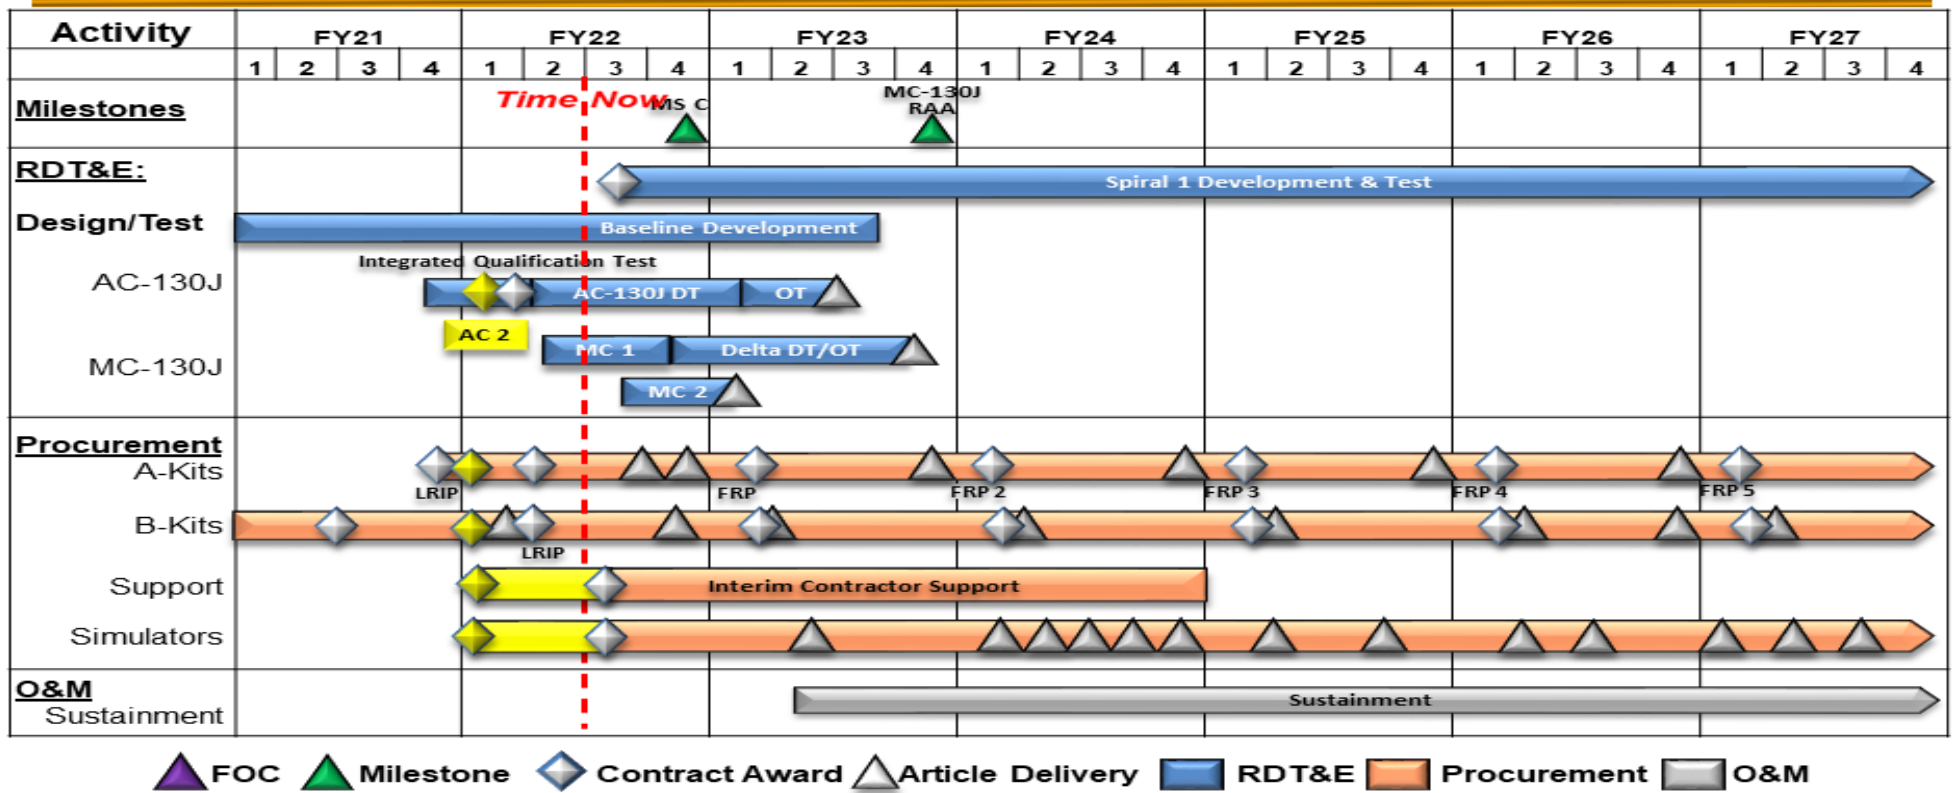 Activity FY21 FY22 FY23 FY24 FY25 FY26 FY27
1 2 3 4 1 2 3 4 1 2 3 4 1 2 3 4 1 2 3 4 1 2 3 4 1 2 3 4
Time Now
MS C
MC-130J
RAA
Milestones
RDT&E:
Spiral 1 Development & Test
Design/Test
Baseline Development
Integrated Qualification Test
AC-130J
AC-130J DT OT
AC 2
MC-130J
MC 1 Delta DT/OT
MC 2
Procurement
A-Kits
LRIP FRP FRP 2 FRP 3 FRP 4 FRP 5
B-Kits
LRIP
Support Interim Contractor Support
Simulators
O&M
Sustainment Sustainment
FOC Milestone Contract Award Article Delivery RDT&E Procurement O&M